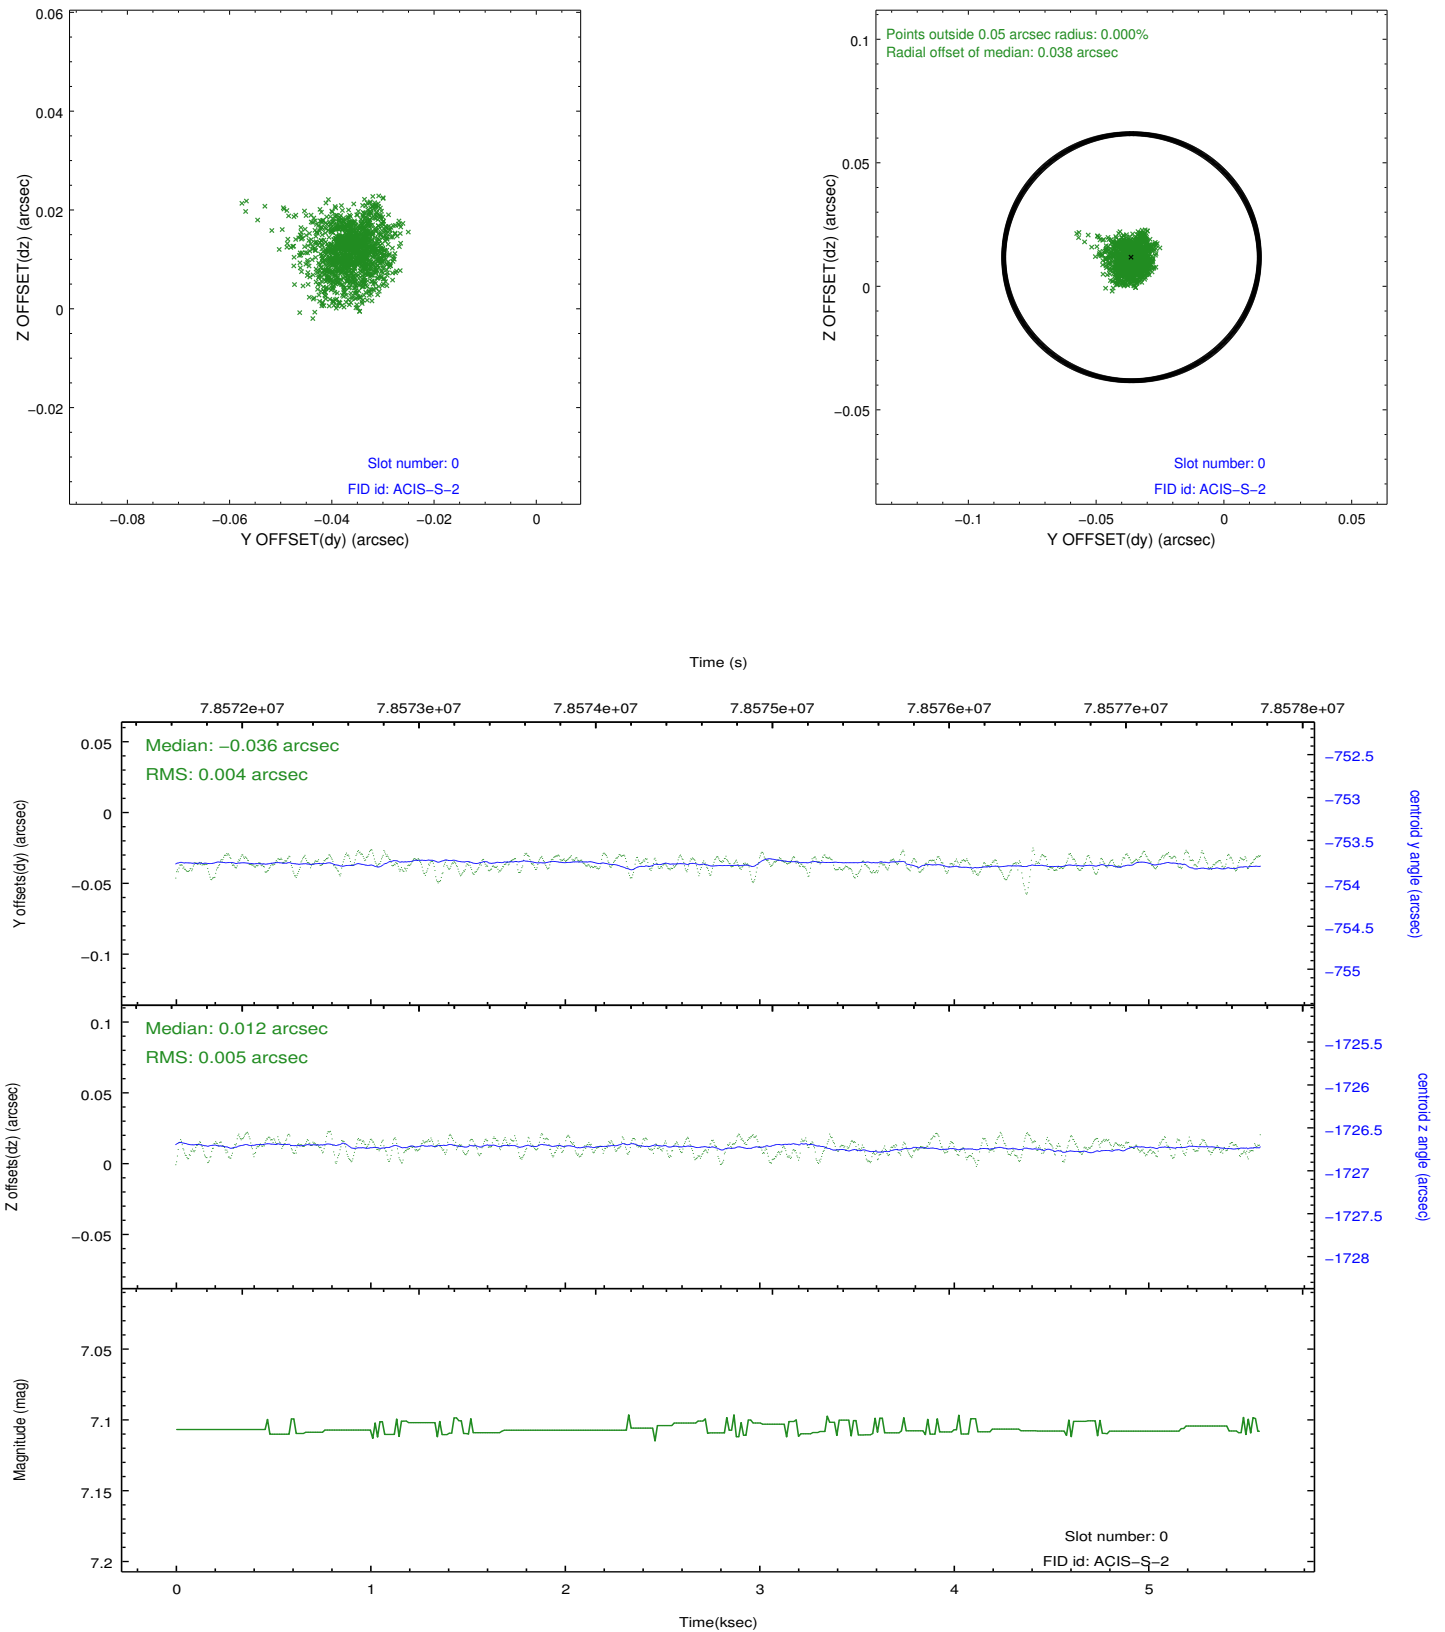 0.06
0.04
0.02
0
−0.02
Z OFFSET(dz) (arcsec)
Slot number: 0
FID id: ACIS−S−2
−0.08 −0.06 −0.04 −0.02 0
Y OFFSET(dy) (arcsec)
Points outside 0.05 arcsec radius: 0.000%
Radial offset of median: 0.038 arcsec
0.1
0.05
0
−0.05
Z OFFSET(dz) (arcsec)
Slot number: 0
FID id: ACIS−S−2
−0.1 −0.05 0 0.05
Y OFFSET(dy) (arcsec)
Time (s)
7.8572e+07 7.8573e+07 7.8574e+07 7.8575e+07 7.8576e+07 7.8577e+07 7.8578e+07
Median: −0.036 arcsec
RMS: 0.004 arcsec
0.05
0
−0.05
−0.1
Y offsets(dy) (arcsec)
−752.5
−753
−753.5
−754
−754.5
−755
centroid y angle (arcsec)
Median: 0.012 arcsec
RMS: 0.005 arcsec
0.1
0.05
0
−0.05
Z offsets(dz) (arcsec)
−1725.5
−1726
−1726.5
−1727
−1727.5
−1728
centroid z angle (arcsec)
7.05
7.1
7.15
7.2
Magnitude (mag)
Slot number: 0
FID id: ACIS−S−2
0 1 2 3 4 5
Time(ksec)